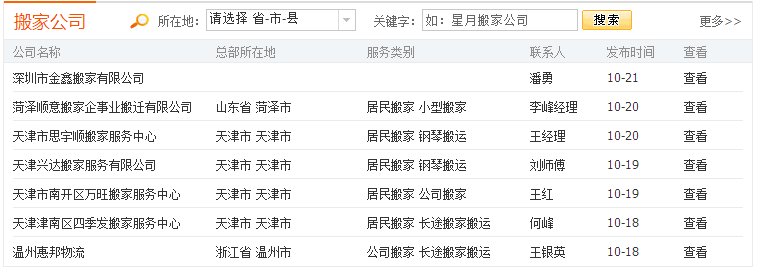 搬家公司 所在地: 请选择 省-市-县 关键字: 如：星月搬家公司 搜索 更多>>
公司名称 总部所在地 服务类别 联系人 发布时间 查看
深圳市金鑫搬家有限公司 潘勇 10-21 查看
菏泽顺意搬家企事业搬迁有限公司 山东省 菏泽市 居民搬家 小型搬家 李峰经理 10-20 查看
天津市思宇顺搬家服务中心 天津市 天津市 居民搬家 钢琴搬运 王经理 10-20 查看
天津兴达搬家服务有限公司 天津市 天津市 居民搬家 钢琴搬运 刘师傅 10-19 查看
天津市南开区万旺搬家服务中心 天津市 天津市 居民搬家 公司搬家 王红 10-19 查看
天津津南区四季发搬家服务中心 天津市 天津市 居民搬家 长途搬家搬运 何峰 10-18 查看
温州惠邦物流 浙江省 温州市 公司搬家 长途搬家搬运 王银英 10-18 查看